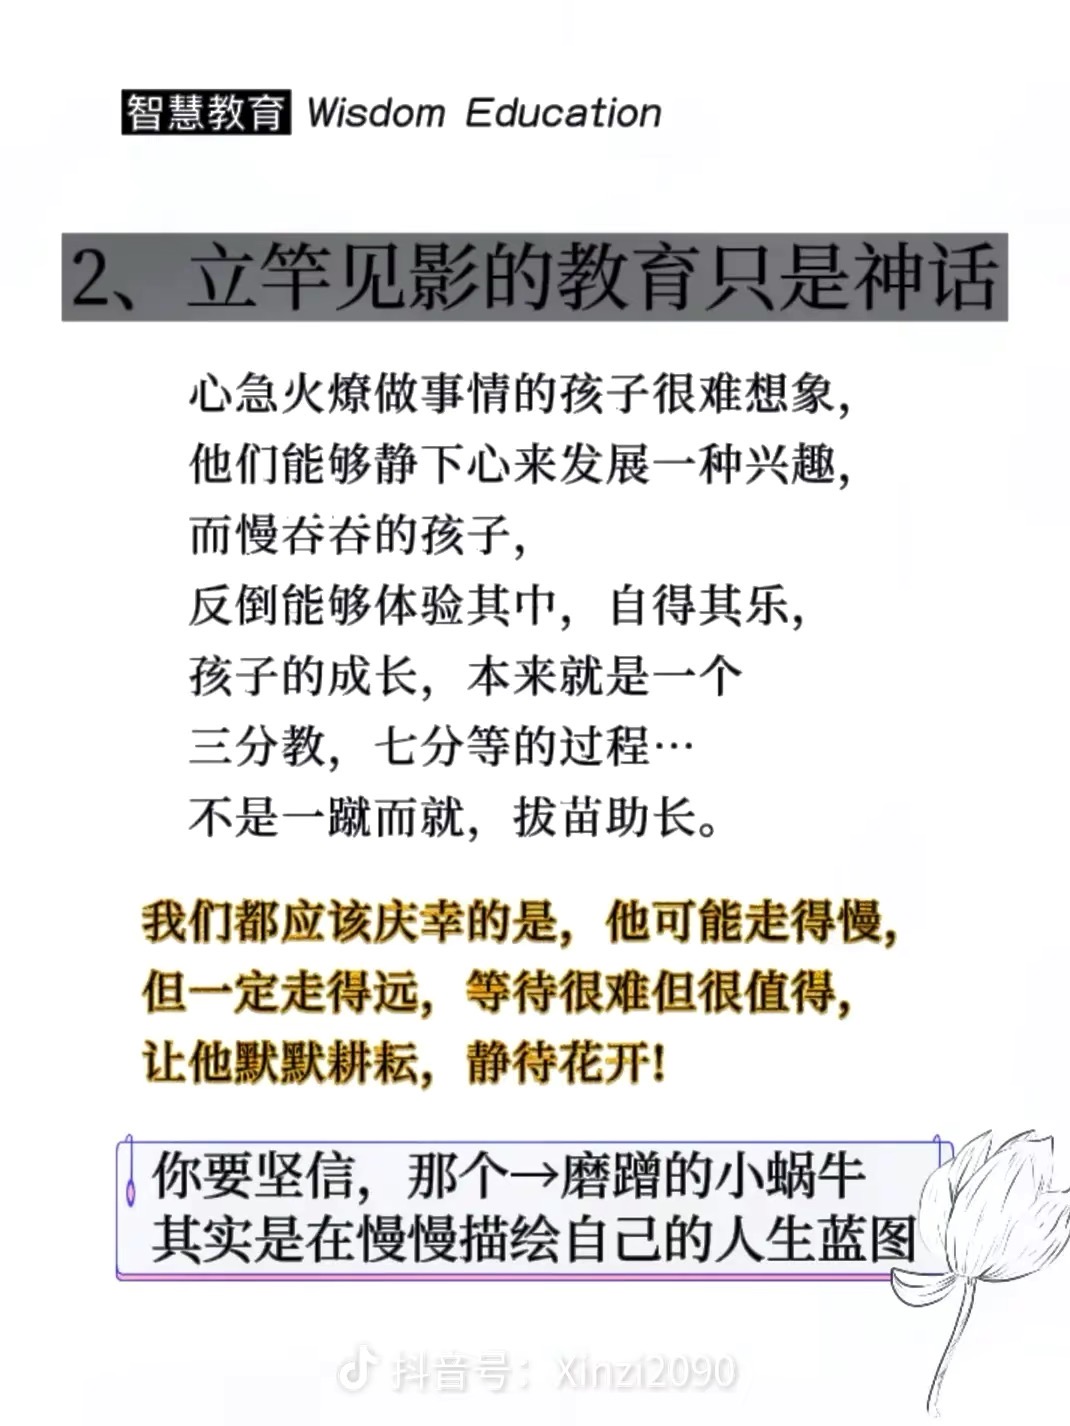 智慧教育 Wisdom Education
2、立竿见影的教育只是神话
心急火燎做事情的孩子很难想象，
他们能够静下心来发展一种兴趣，
而慢吞吞的孩子，
反倒能够体验其中，自得其乐，
孩子的成长，本来就是一个
三分教，七分等的过程…
不是一蹴而就，拔苗助长。
我们都应该庆幸的是，他可能走得慢，
但一定走得远，等待很难但很值得，
让他默默耕耘，静待花开！
你要坚信，那个→磨蹭的小蜗牛
其实是在慢慢描绘自己的人生蓝图
抖音号：Xinzi2090